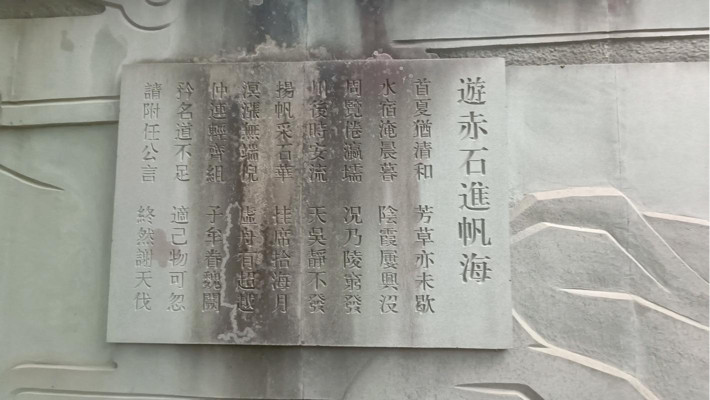 遊赤石進帆海
首夏猶清和 芳草亦未歇
水宿淹晨暮 陰霞屢興沒
周覽倦瀛壖 況乃陵窮發
川後時安流 天吳靜不發
揚帆采石華 挂席拾海月
溟漲無端倪 虛舟有超越
仲連輕齊組 子牟眷魏闕
矜名道不足 適己物可忽
請附任公言 終然謝天伐